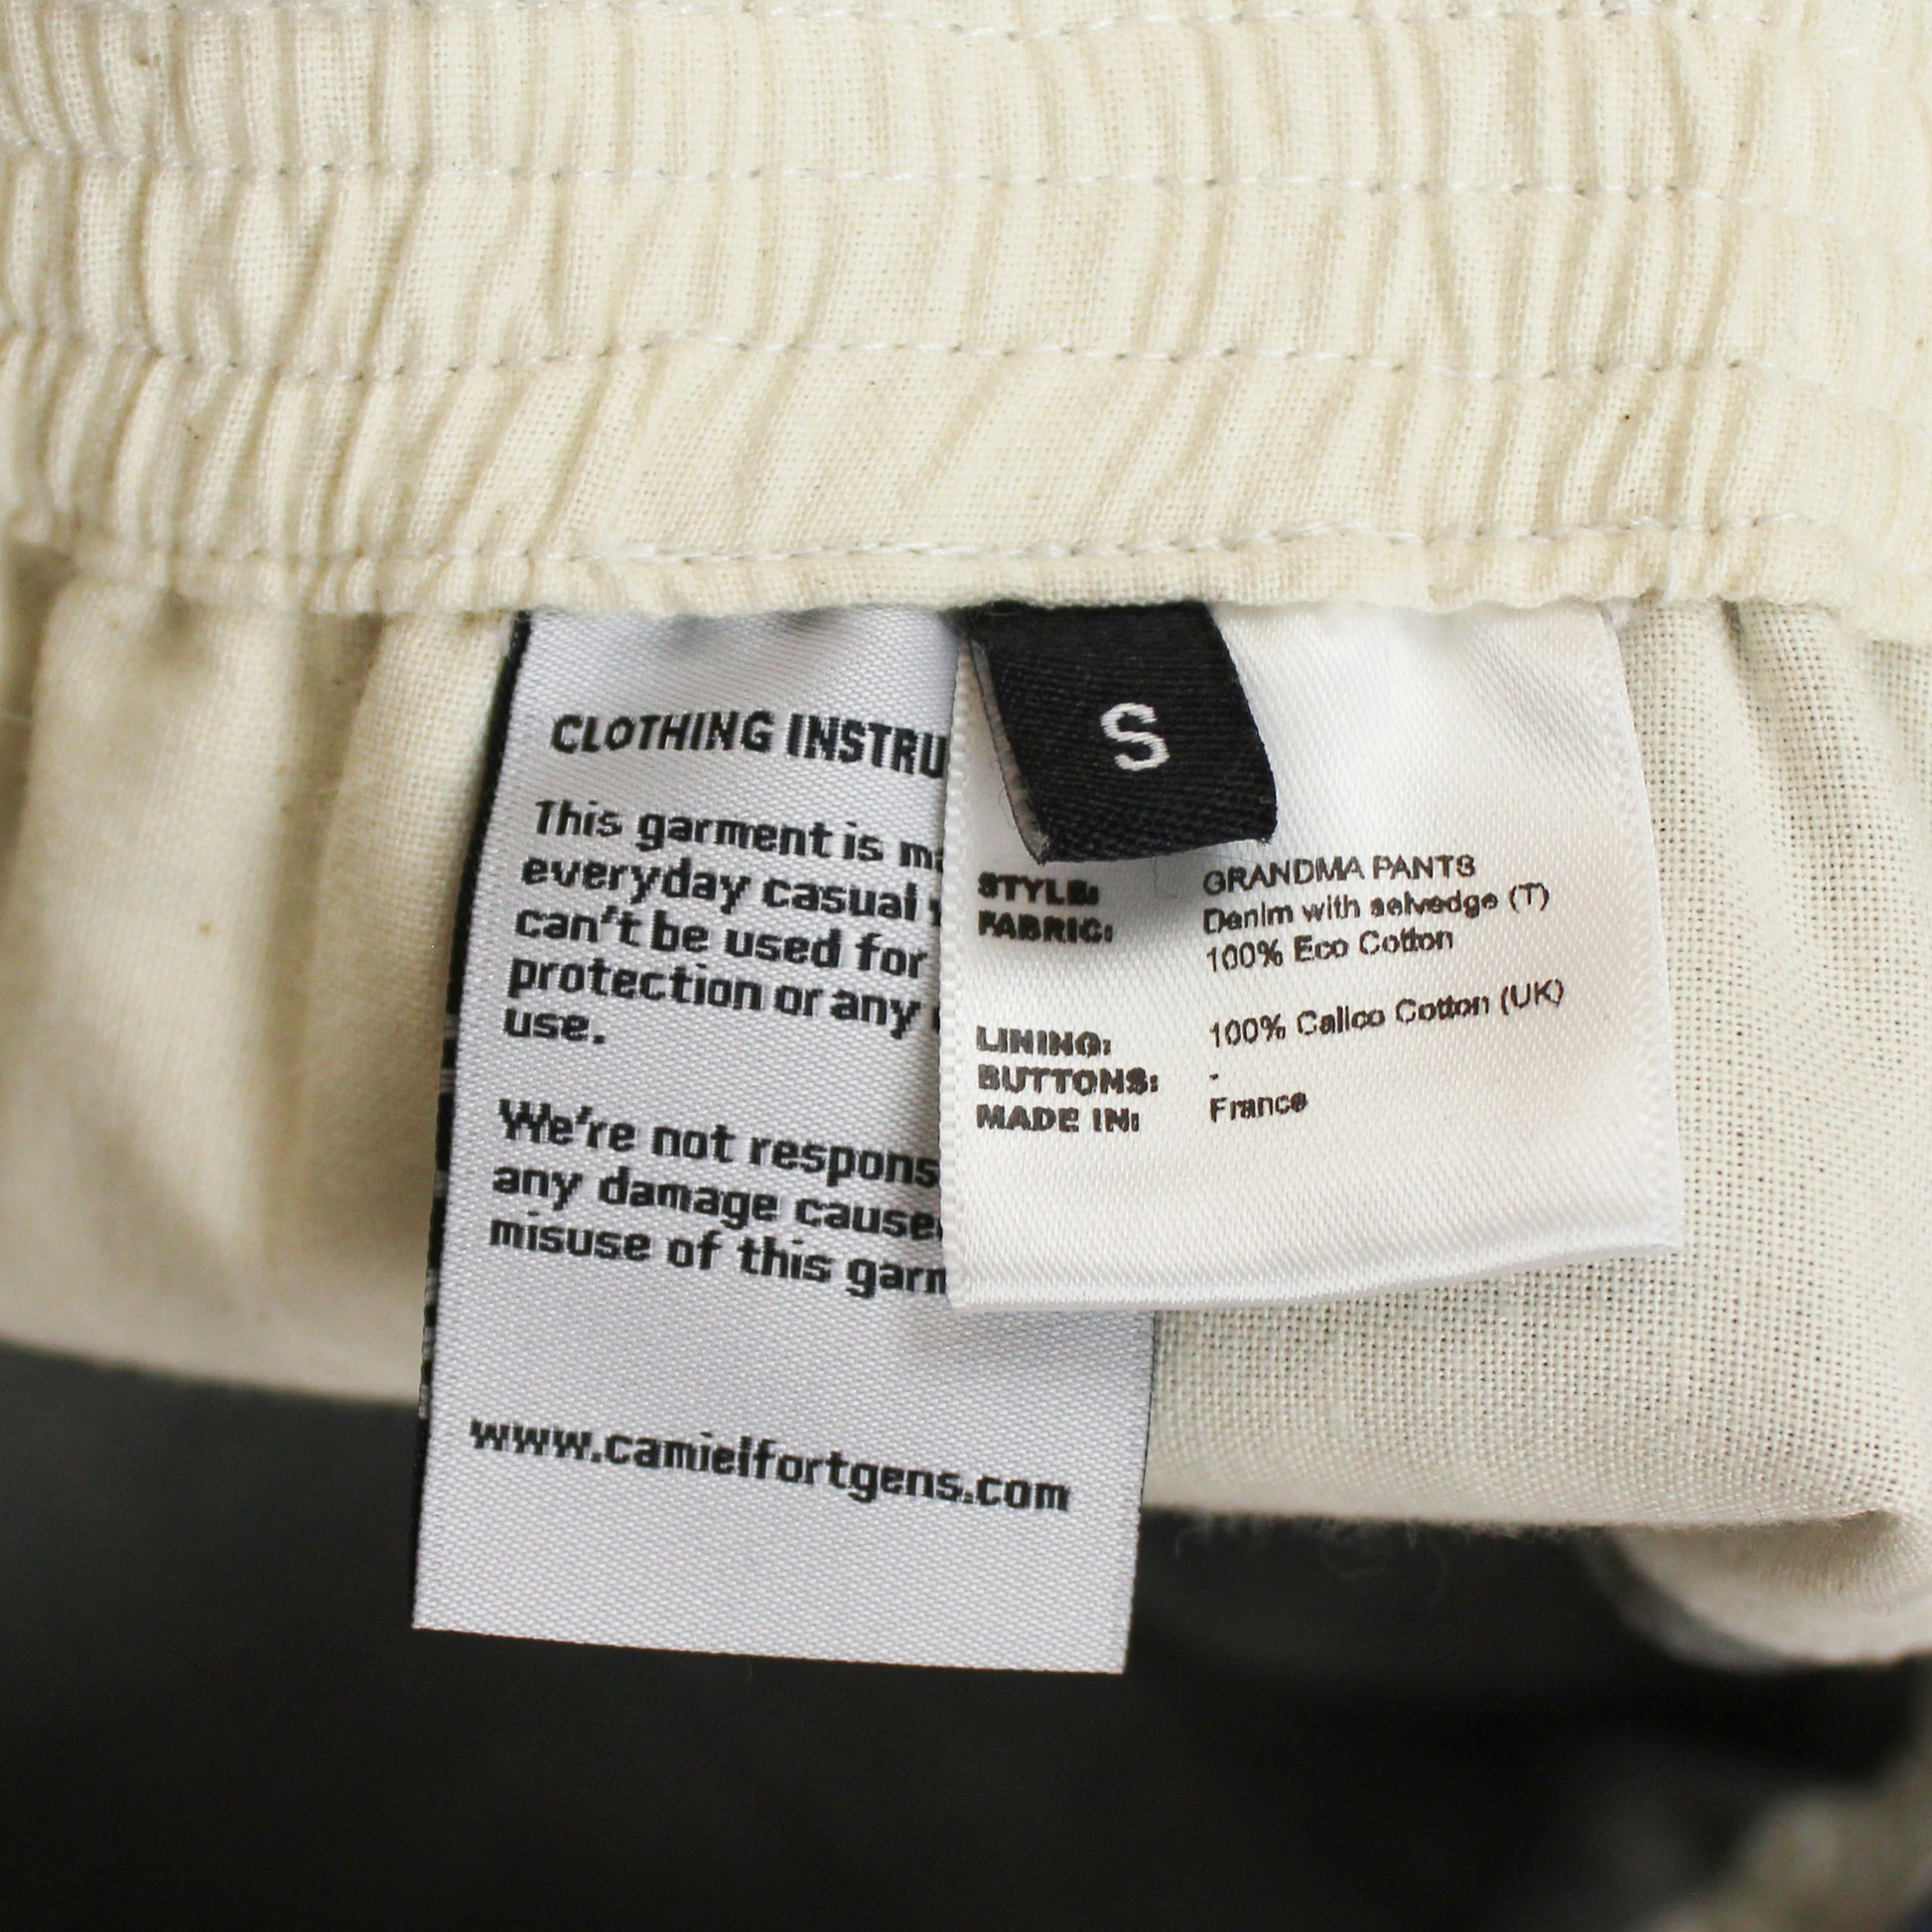 CLOTHING INSTRU
This garment is
everyday casual
can't be used for
protection or any
use.
We're not respons
any damage cause
misuse of this garm
www.camielfortgens.com
S
STYLE: GRANDMA PANTS
FABRIC: Denim with selvedge (T)
100% Eco Cotton
LINING: 100% Calico Cotton (UK)
BUTTONS: -
MADE IN: France